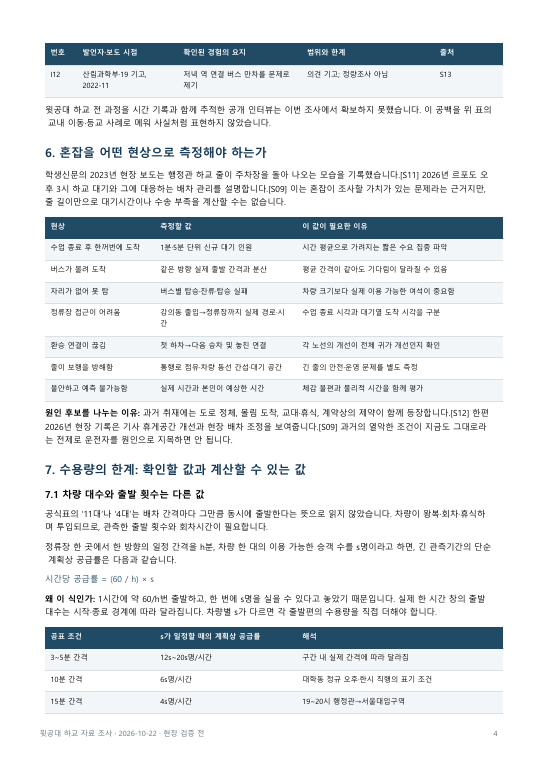 번호 발언자·보도 시점 확인된 경험의 요지 범위와 한계 출처
I12 산림과학부·19 기고, 2022-11 저녁 역 연결 버스 만차를 문제로 제기 의견 기고; 정량조사 아님 S13
윗공대 하교 전 과정을 시간 기록과 함께 추적한 공개 인터뷰는 이번 조사에서 확보하지 못했습니다. 이 공백을 위 표의
교내 이동·등교 사례로 메워 사실처럼 표현하지 않았습니다.
6. 혼잡을 어떤 현상으로 측정해야 하는가
학생신문의 2023년 현장 보도는 행정관 하교 줄이 주차장을 돌아 나오는 모습을 기록했습니다.[S11] 2026년 르포도 오
후 3시 하교 대기와 그에 대응하는 배차 관리를 설명합니다.[S09] 이는 혼잡이 조사할 가치가 있는 문제라는 근거지만,
줄 길이만으로 대기시간이나 수송 부족을 계산할 수는 없습니다.
현상 측정할 값 이 값이 필요한 이유
수업 종료 후 한꺼번에 도착 1분·5분 단위 신규 대기 인원 시간 평균으로 가려지는 짧은 수요 집중 파악
버스가 몰려 도착 같은 방향 실제 출발 간격과 분산 평균 간격이 같아도 기다림이 달라질 수 있음
자리가 없어 못 탐 버스별 탑승·잔류·탑승 실패 차량 크기보다 실제 이용 가능한 여석이 중요함
정류장 접근이 어려움 강의동 출입→정류장까지 실제 경로·시간 수업 종료 시각과 대기열 도착 시각을 구분
환승 연결이 끊김 첫 하차→다음 승차 및 놓친 연결 각 노선의 개선이 전체 귀가 개선인지 확인
줄이 보행을 방해함 통행로 점유·차량 동선 간섭·대기 공간 긴 줄의 안전·운영 문제를 별도 측정
불안하고 예측 불가능함 실제 시간과 본인이 예상한 시간 체감 불편과 물리적 시간을 함께 평가
원인 후보를 나누는 이유: 과거 취재에는 도로 정체, 몰림 도착, 교대·휴식, 계약상의 제약이 함께 등장합니다.[S12] 한편
2026년 현장 기록은 기사 휴게공간 개선과 현장 배차 조정을 보여줍니다.[S09] 과거의 열악한 조건이 지금도 그대로라
는 전제로 운전자를 원인으로 지목하면 안 됩니다.
7. 수용량의 한계: 확인할 값과 계산할 수 있는 값
7.1 차량 대수와 출발 횟수는 다른 값
공식표의 ‘11대’나 ‘4대’는 배차 간격마다 그만큼 동시에 출발한다는 뜻으로 읽지 않았습니다. 차량이 왕복·회차·휴식하
며 투입되므로, 관측한 출발 횟수와 회차시간이 필요합니다.
정류장 한 곳에서 한 방향의 일정 간격을 h분, 차량 한 대의 이용 가능한 승객 수를 s명이라고 하면, 긴 관측기간의 단순
계획상 공급률은 다음과 같습니다.
시간당 공급률 = (60 / h) × s
왜 이 식인가: 1시간에 약 60/h번 출발하고, 한 번에 s명을 실을 수 있다고 놓았기 때문입니다. 실제 한 시간 창의 출발
대수는 시작·종료 경계에 따라 달라집니다. 차량별 s가 다르면 각 출발편의 수용량을 직접 더해야 합니다.
공표 조건 s가 일정할 때의 계획상 공급률 해석
3~5분 간격 12s~20s명/시간 구간 내 실제 간격에 따라 달라짐
10분 간격 6s명/시간 대학동 정규 오후·한시 직행의 표기 조건
15분 간격 4s명/시간 19~20시 행정관→서울대입구역
윗공대 하교 자료 조사 · 2026-10-22 · 현장 검증 전 4